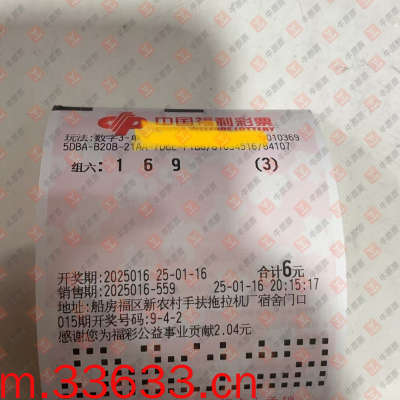 中国福利彩票
玩法:数字3-单
010369
组六: 1 6 9 (3)
开奖期:2025016 25-01-16 合计6元
销售期:2025016-559 25-01-16 20:15:17
地址:船房福区新农村手扶拖拉机厂宿舍门口
015期开奖号码:9-4-2
感谢您为福彩公益事业贡献2.04元.
m.33633.cn